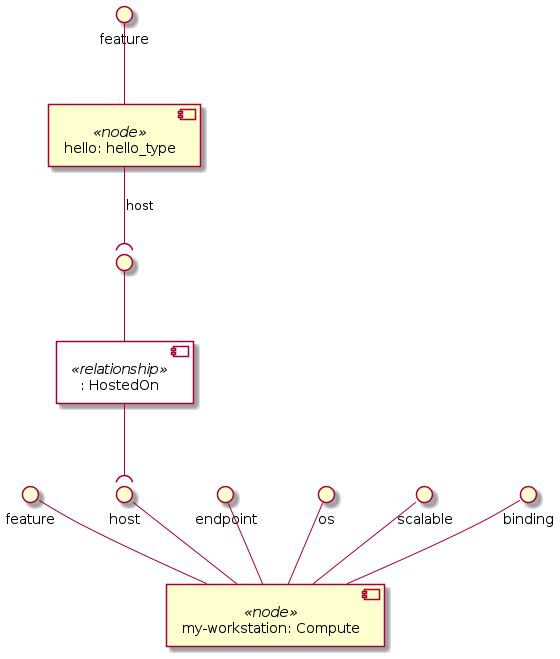 feature
«node»
hello: hello_type
host
«relationship»
: HostedOn
feature
host
endpoint
os
scalable
binding
«node»
my-workstation: Compute